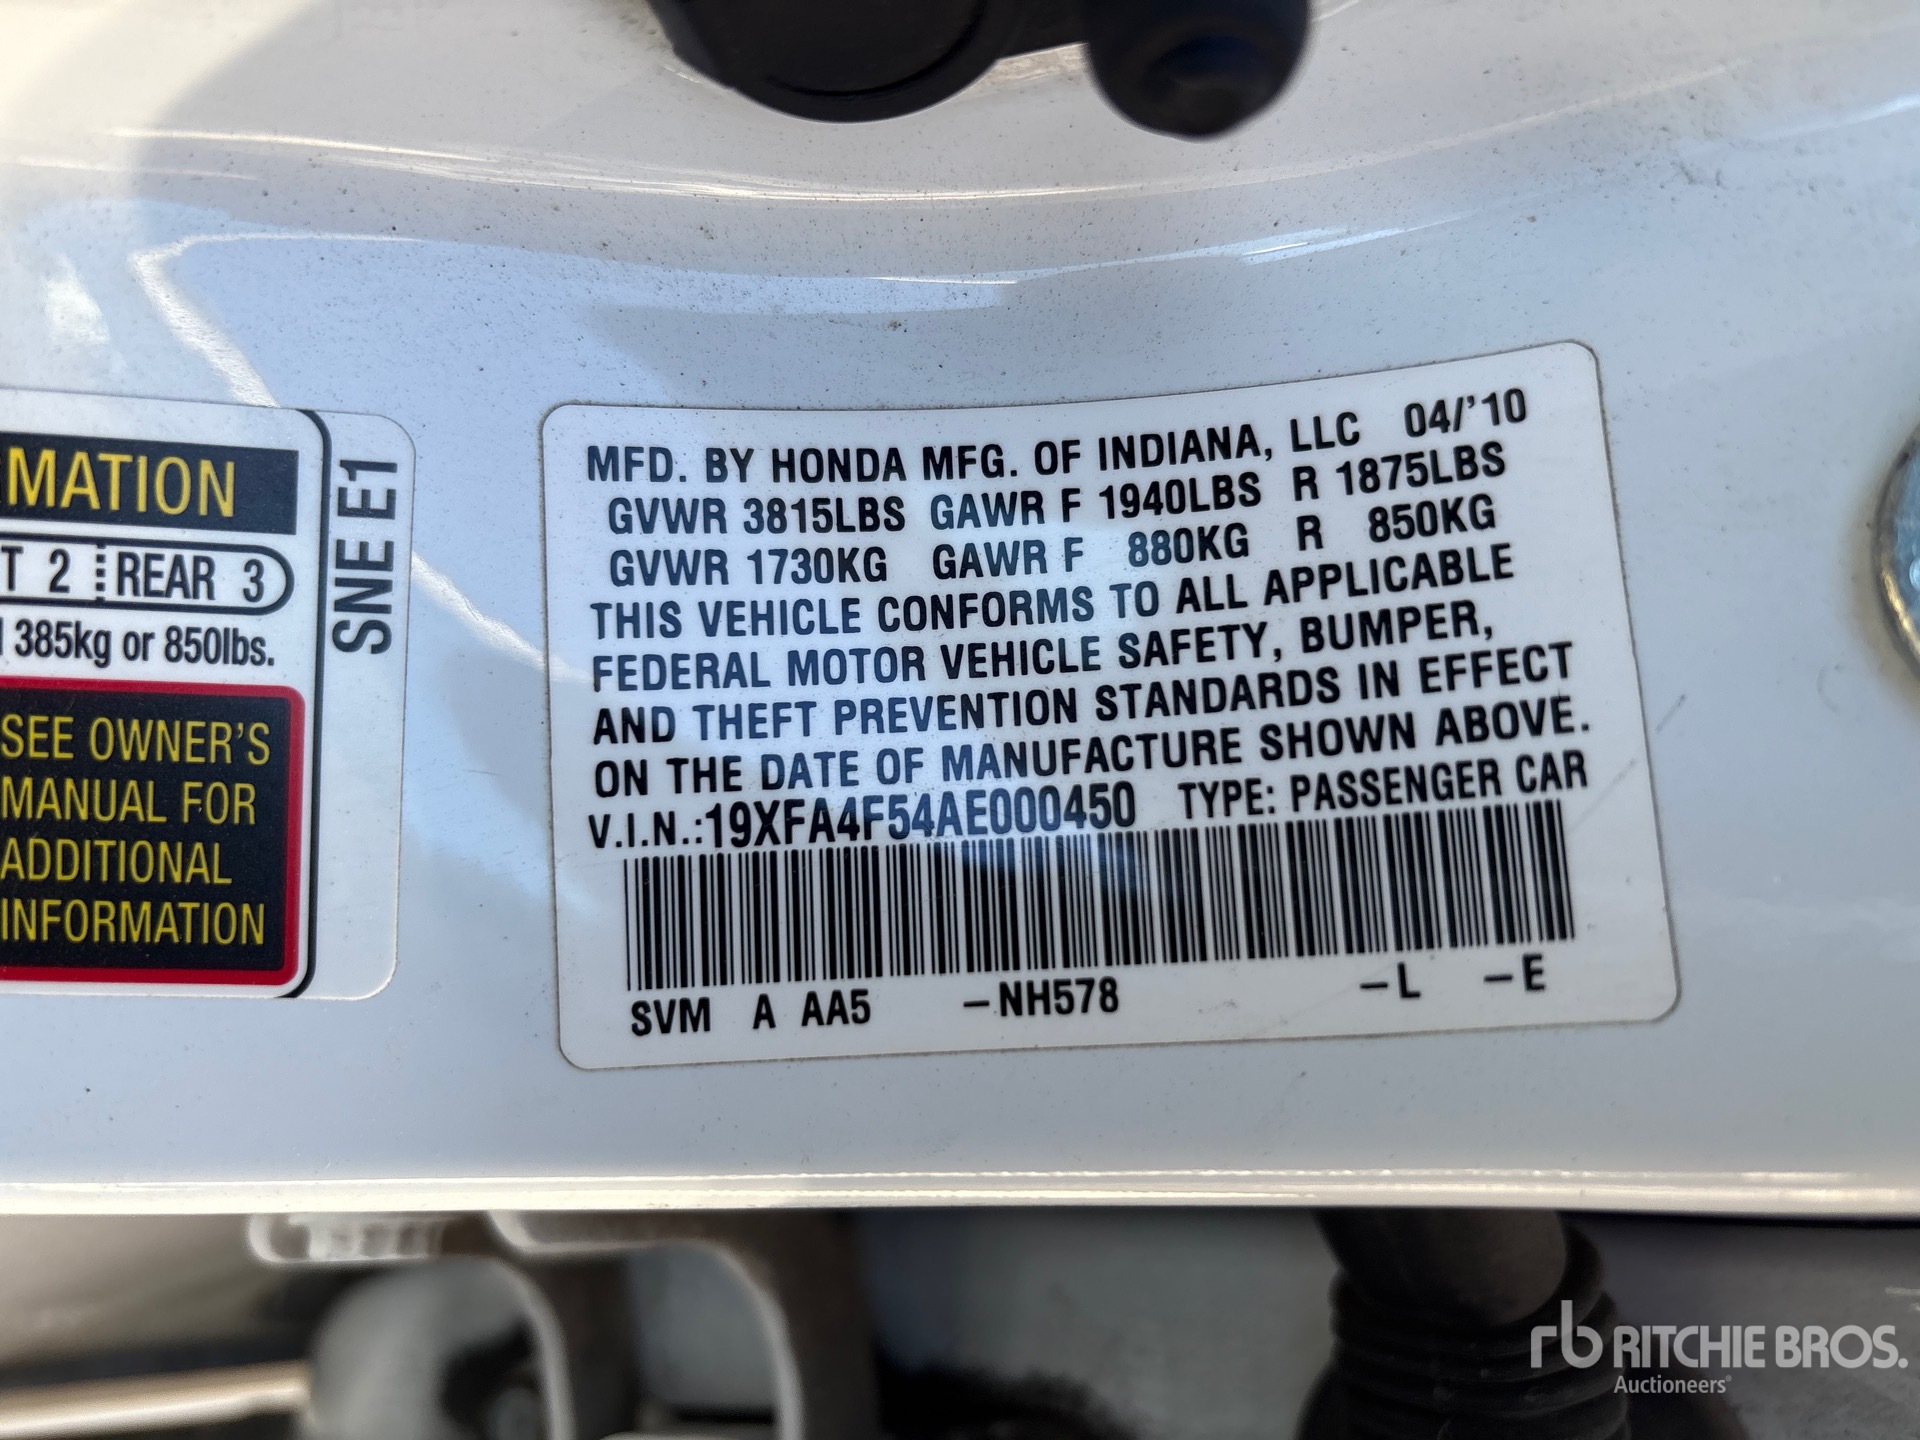 MATION
T 2 REAR 3
385kg or 850lbs.
SEE OWNER'S
MANUAL FOR
ADDITIONAL
INFORMATION
SNE E1
MFD. BY HONDA MFG. OF INDIANA, LLC 04/'10
GVWR 3815LBS GAWR F 1940LBS R 1875LBS
GVWR 1730KG GAWR F 880KG R 850KG
THIS VEHICLE CONFORMS TO ALL APPLICABLE
FEDERAL MOTOR VEHICLE SAFETY, BUMPER,
AND THEFT PREVENTION STANDARDS IN EFFECT
ON THE DATE OF MANUFACTURE SHOWN ABOVE.
V.I.N.:19XFA4F54AE000450 TYPE: PASSENGER CAR
SVM A AA5 -NH578 -L -E
rb RITCHIE BROS.
Auctioneers